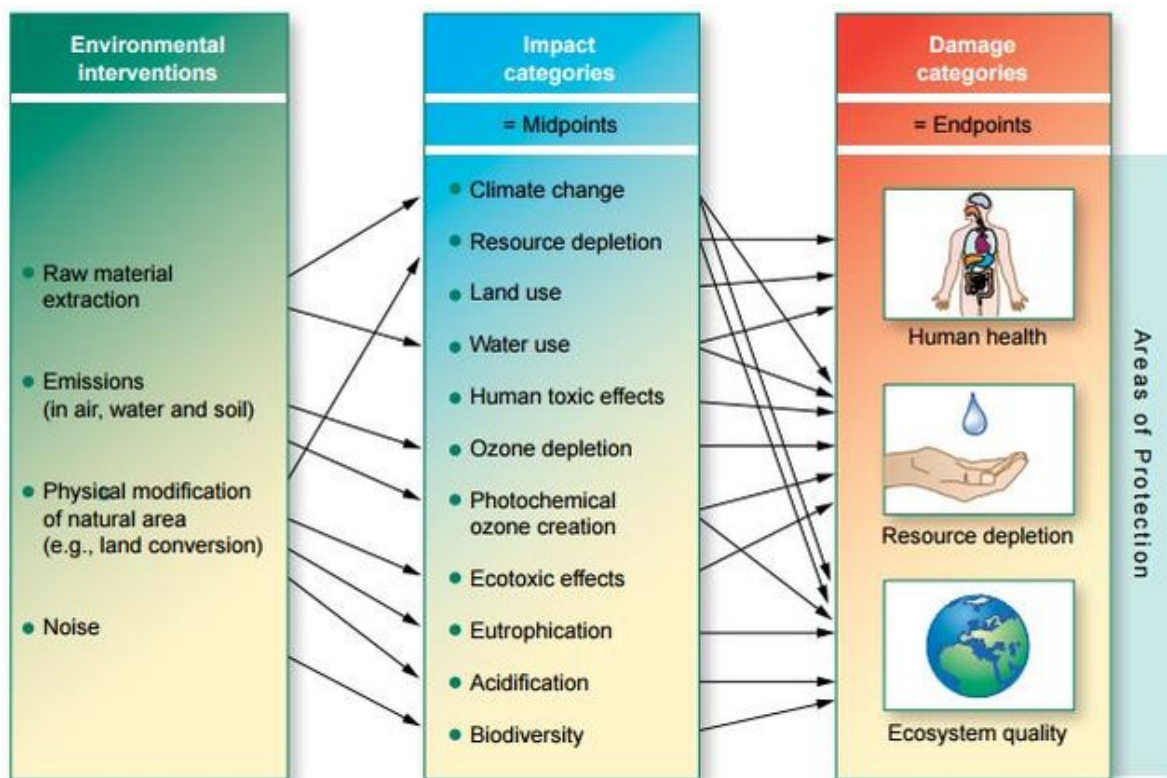 Environmental
interventions
Raw material
extraction
Emissions
(in air, water and soil)
Physical modification
of natural area
(e.g., land conversion)
Noise
Impact
categories
= Midpoints
Climate change
Resource depletion
Land use
Water use
Human toxic effects
Ozone depletion
Photochemical
ozone creation
Ecotoxic effects
Eutrophication
Acidification
Biodiversity
Damage
categories
= Endpoints
Human health
Resource depletion
Ecosystem quality
Areas of Protection